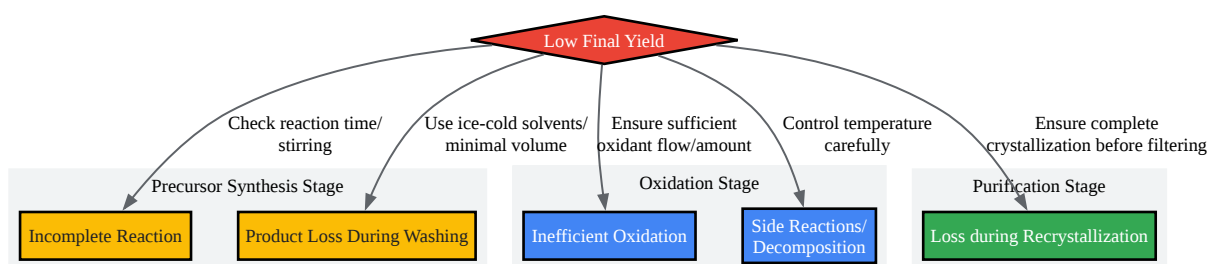 Low Final Yield
Check reaction time/
stirring
Use ice-cold solvents/
minimal volume
Ensure sufficient
oxidant flow/amount
Control temperature
carefully
Ensure complete
crystallization before filtering
Precursor Synthesis Stage
Oxidation Stage
Purification Stage
Incomplete Reaction
Product Loss During Washing
Inefficient Oxidation
Side Reactions/
Decomposition
Loss during Recrystallization